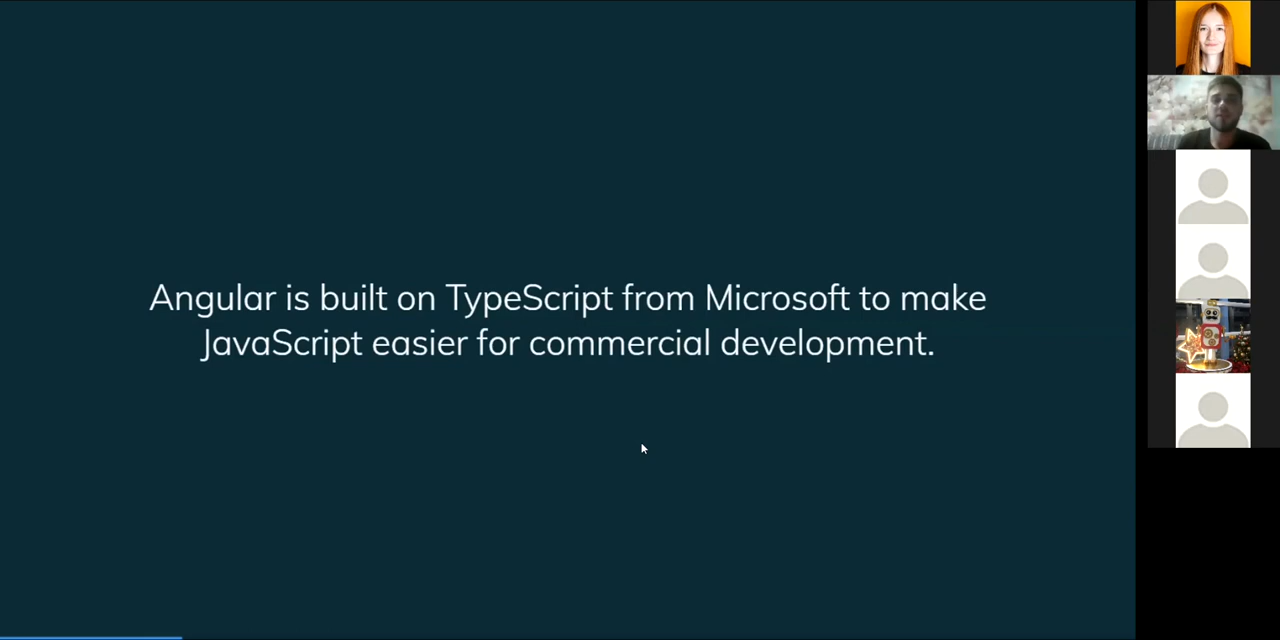 Angular is built on TypeScript from Microsoft to make
JavaScript easier for commercial development.